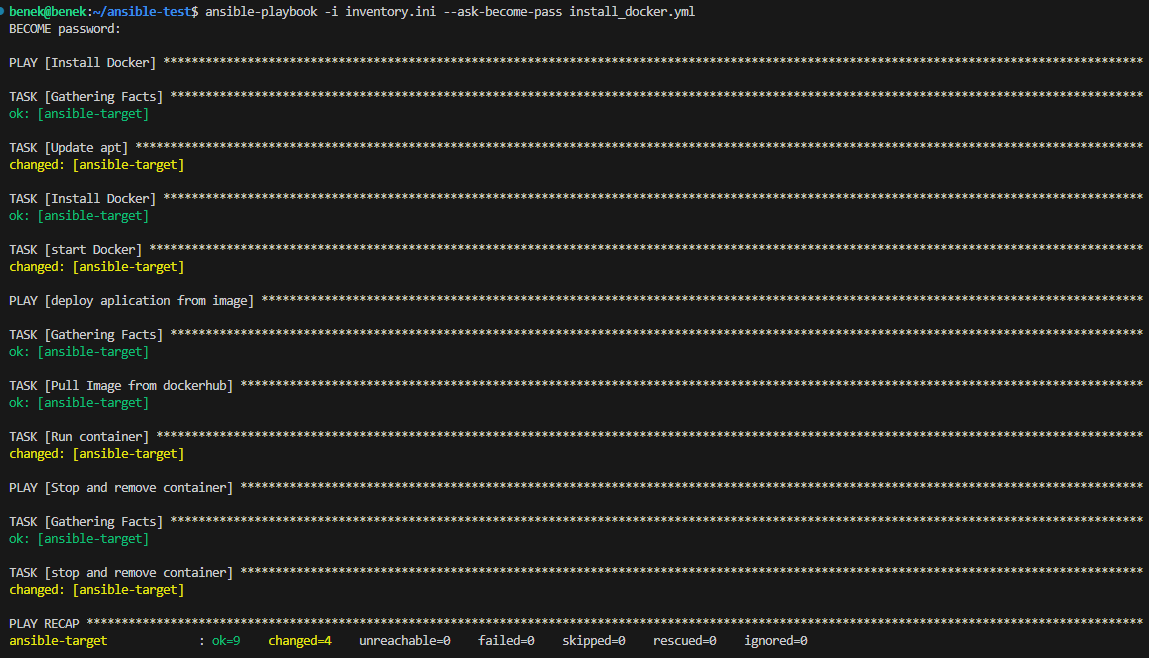 benek@benek:~/ansible-test$ ansible-playbook -i inventory.ini --ask-become-pass install_docker.yml
BECOME password:
PLAY [Install Docker] ********************************************************************************************************************************************
TASK [Gathering Facts] *******************************************************************************************************************************************
ok: [ansible-target]
TASK [Update apt] ************************************************************************************************************************************************
changed: [ansible-target]
TASK [Install Docker] ********************************************************************************************************************************************
ok: [ansible-target]
TASK [start Docker] **********************************************************************************************************************************************
changed: [ansible-target]
PLAY [deploy aplication from image] ******************************************************************************************************************************
TASK [Gathering Facts] *******************************************************************************************************************************************
ok: [ansible-target]
TASK [Pull Image from dockerhub] *********************************************************************************************************************************
ok: [ansible-target]
TASK [Run container] *********************************************************************************************************************************************
changed: [ansible-target]
PLAY [Stop and remove container] *********************************************************************************************************************************
TASK [Gathering Facts] *******************************************************************************************************************************************
ok: [ansible-target]
TASK [stop and remove container] *********************************************************************************************************************************
changed: [ansible-target]
PLAY RECAP *******************************************************************************************************************************************************
ansible-target             : ok=9    changed=4    unreachable=0    failed=0    skipped=0    rescued=0    ignored=0